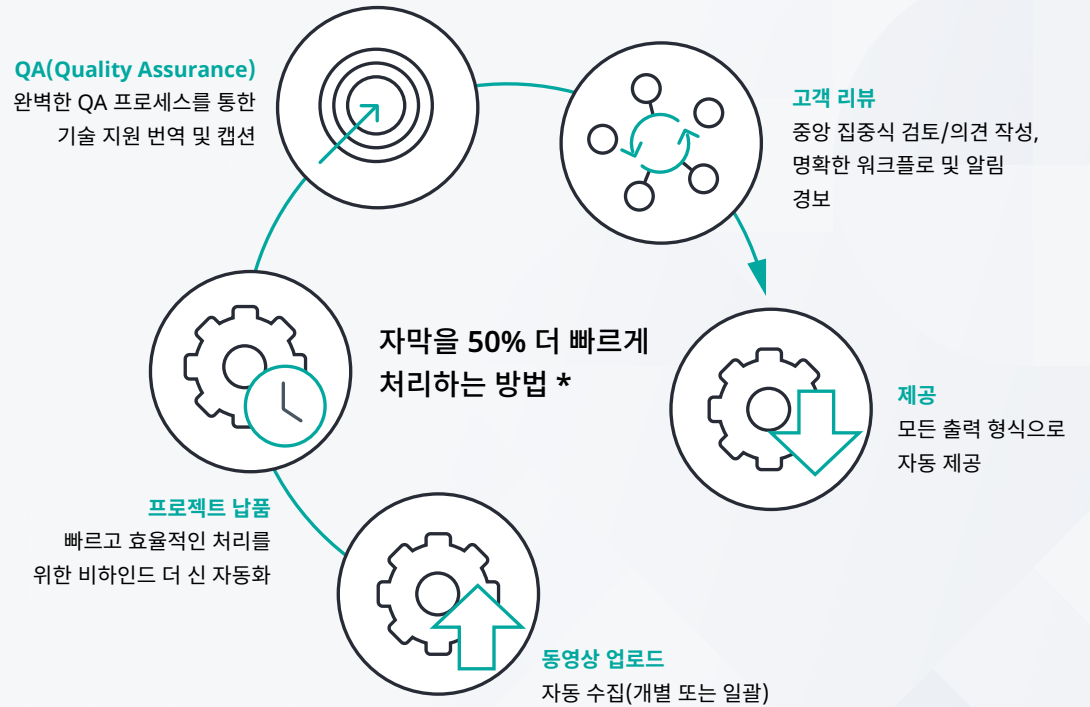 QA(Quality Assurance)
완벽한 QA 프로세스를 통한
기술 지원 번역 및 캡션
고객 리뷰
중앙 집중식 검토/의견 작성,
명확한 워크플로 및 알림
경보
자막을 50% 더 빠르게
처리하는 방법 *
제공
모든 출력 형식으로
자동 제공
프로젝트 납품
빠르고 효율적인 처리를
위한 비하인드 더 신 자동화
동영상 업로드
자동 수집(개별 또는 일괄)